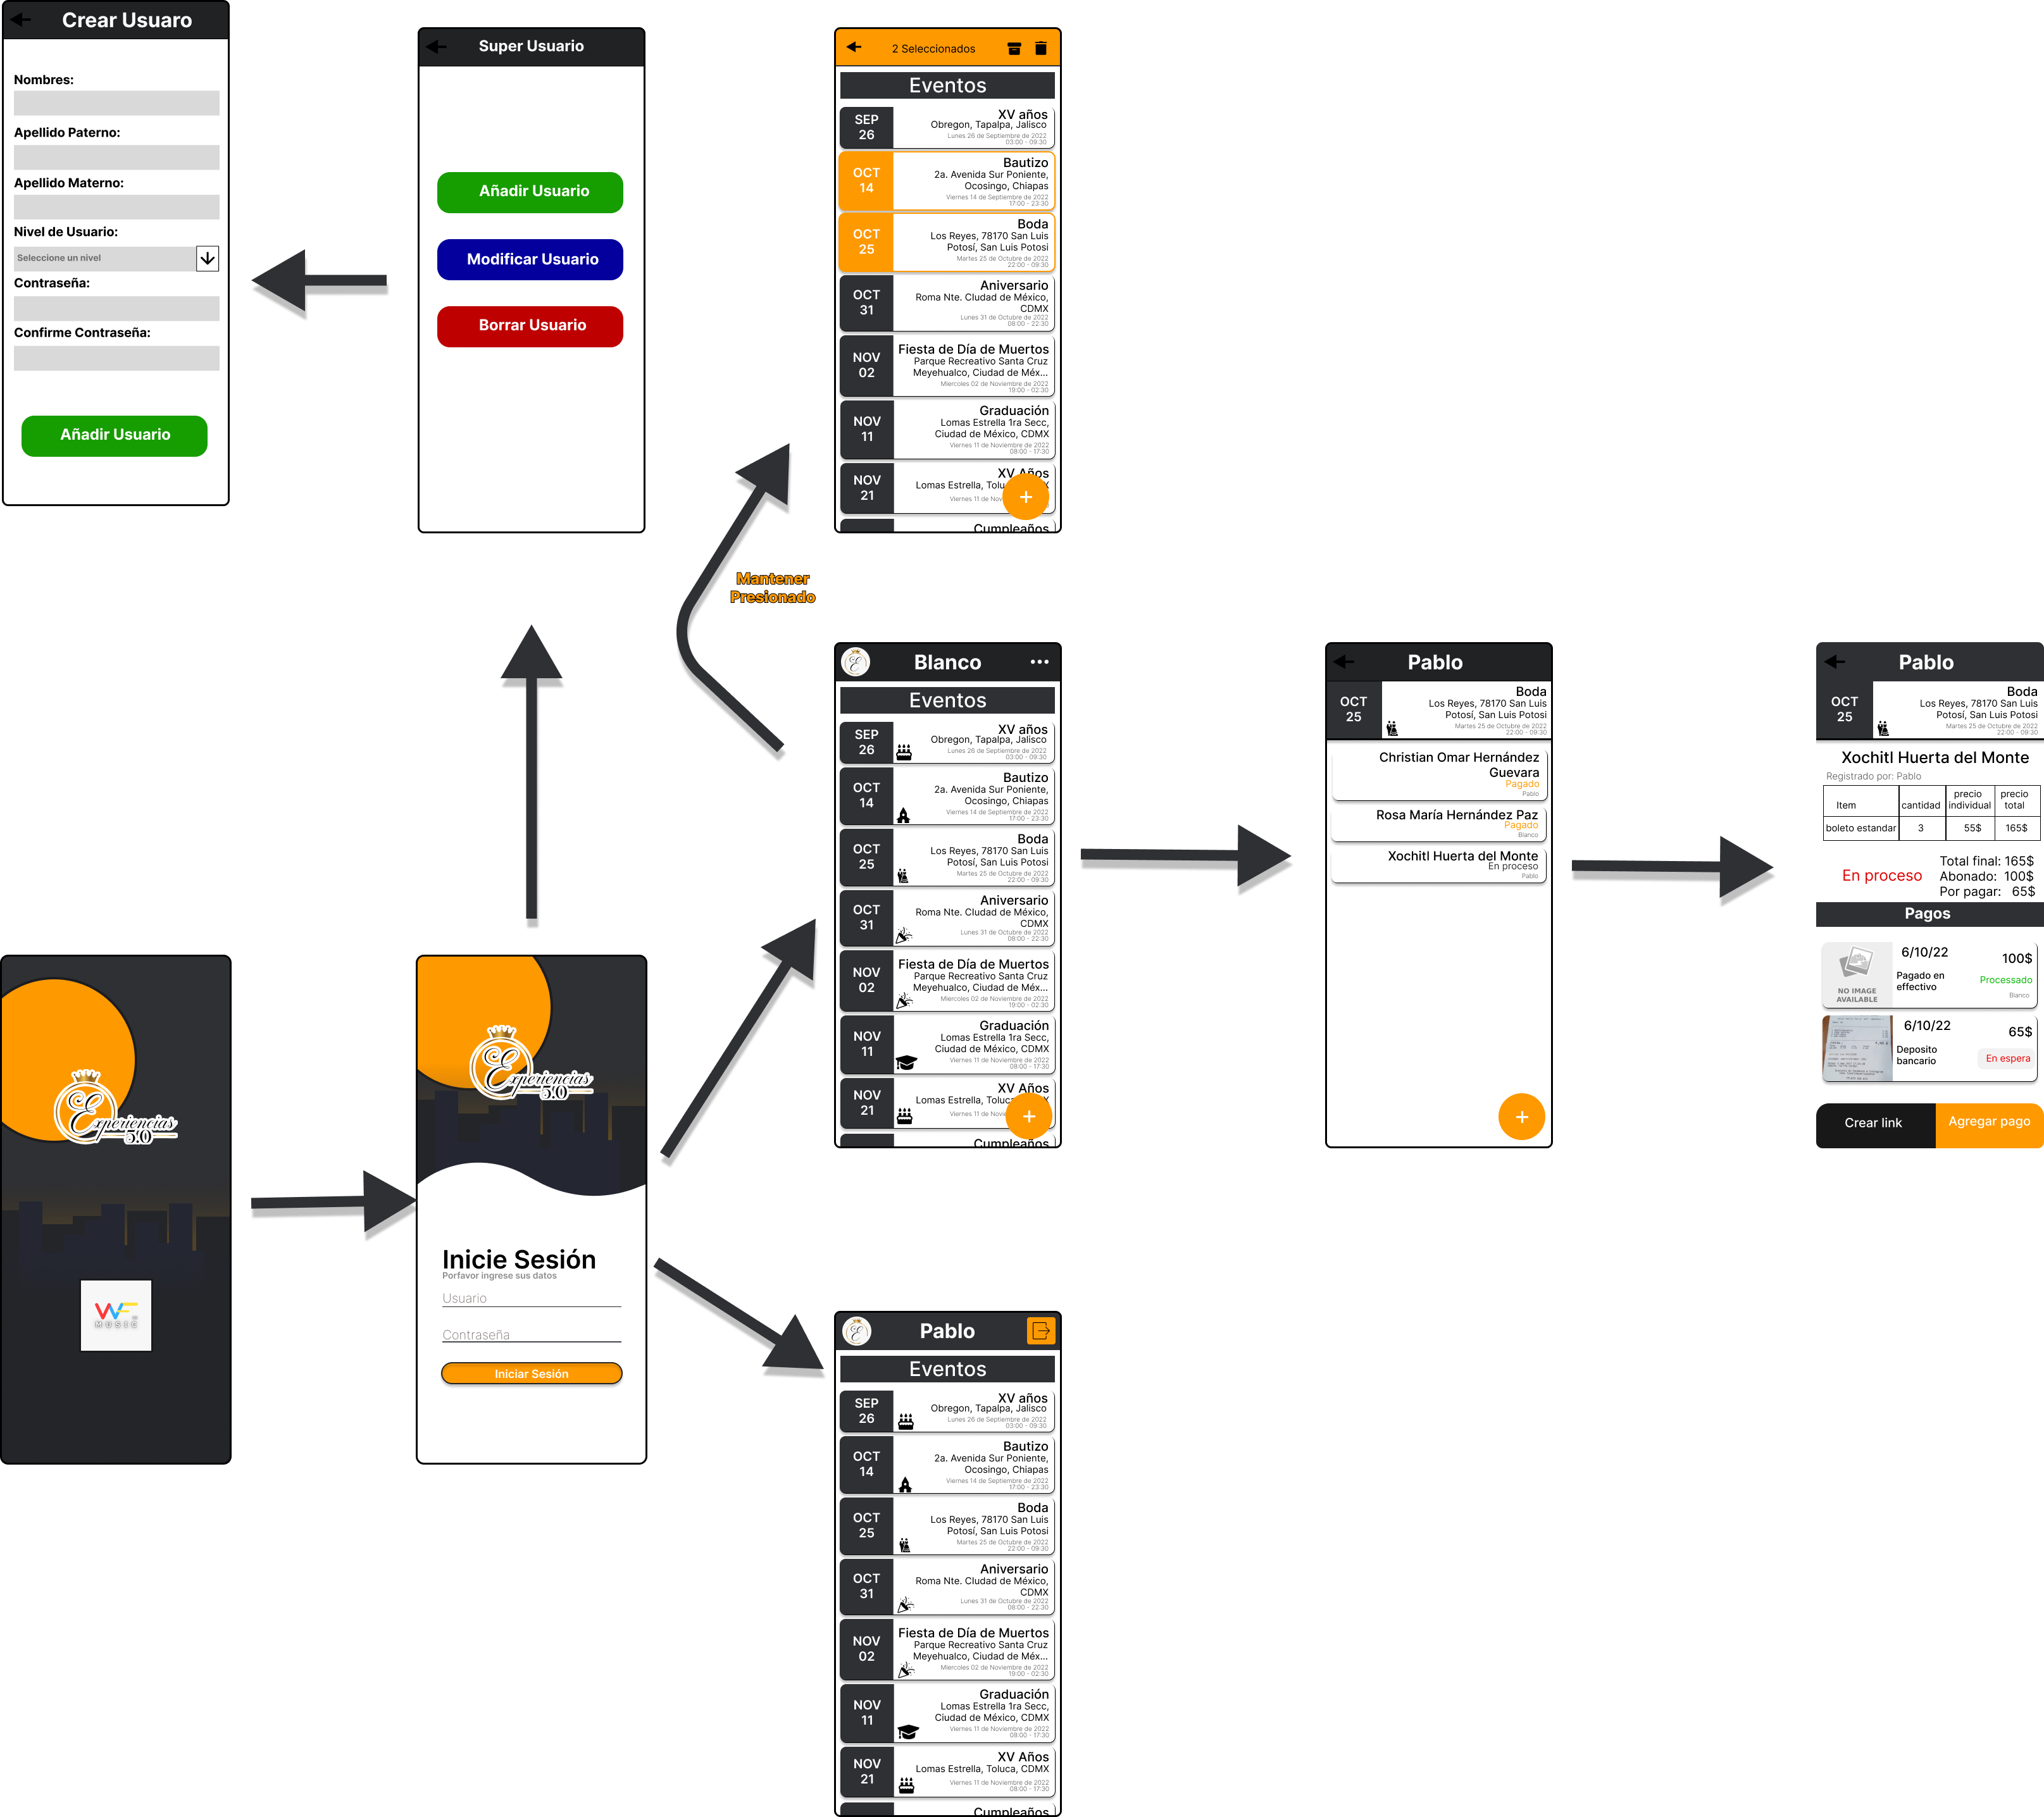 Crear Usuaro
Nombres:
Apellido Paterno:
Apellido Materno:
Nivel de Usuario:
Seleccione un nivel
Contraseña:
Confirme Contraseña:
Añadir Usuario
Super Usuario
Añadir Usuario
Modificar Usuario
Borrar Usuario
2 Seleccionados
Eventos
SEP
26
XV años
Obregon, Tapalpa, Jalisco
Lunes 26 de Septiembre de 2022
03:00 - 09:30
OCT
14
Bautizo
2a. Avenida Sur Poniente,
Ocosingo, Chiapas
Viernes 14 de Septiembre de 2022
17:00 - 23:30
OCT
25
Boda
Los Reyes, 78170 San Luis
Potosí, San Luis Potosi
Martes 25 de Octubre de 2022
22:00 - 09:30
OCT
31
Aniversario
Roma Nte. CIudad de México,
CDMX
Lunes 31 de Octubre de 2022
08:00 - 22:30
NOV
02
Fiesta de Día de Muertos
Parque Recreativo Santa Cruz
Meyehualco, Ciudad de Méx...
Miercoles 02 de Noviembre de 2022
19:00 - 02:30
NOV
11
Graduación
Lomas Estrella 1ra Secc,
Ciudad de México, CDMX
Viernes 11 de Noviembre de 2022
08:00 - 17:30
NOV
21
XV Años
Lomas Estrella,
Viernes 11 de
+
Cumpleaños
Mantener
Presionado
Blanco
Eventos
SEP
26
XV años
Obregon, Tapalpa, Jalisco
Lunes 26 de Septiembre de 2022
03:00 - 09:30
OCT
14
Bautizo
2a. Avenida Sur Poniente,
Ocosingo, Chiapas
Viernes 14 de Septiembre de 2022
17:00 - 23:30
OCT
25
Boda
Los Reyes, 78170 San Luis
Potosí, San Luis Potosi
Martes 25 de Octubre de 2022
22:00 - 09:30
OCT
31
Aniversario
Roma Nte. CIudad de México,
CDMX
Lunes 31 de Octubre de 2022
08:00 - 22:30
NOV
02
Fiesta de Día de Muertos
Parque Recreativo Santa Cruz
Meyehualco, Ciudad de Méx...
Miercoles 02 de Noviembre de 2022
19:00 - 02:30
NOV
11
Graduación
Lomas Estrella 1ra Secc,
Ciudad de México, CDMX
Viernes 11 de Noviembre de 2022
08:00 - 17:30
NOV
21
XV Años
Lomas Estrella,
Viernes 11 de
+
Cumpleaños
Pablo
OCT
25
Boda
Los Reyes, 78170 San Luis
Potosí, San Luis Potosi
Martes 25 de Octubre de 2022
22:00 - 09:30
Christian Omar Hernández
Guevara
Pagado
Pablo
Rosa María Hernández Paz
Pagado
Blanco
Xochitl Huerta del Monte
En proceso
Pablo
+
Pablo
OCT
25
Boda
Los Reyes, 78170 San Luis
Potosí, San Luis Potosi
Martes 25 de Octubre de 2022
22:00 - 09:30
Xochitl Huerta del Monte
Registrado por: Pablo
Item cantidad precio individual precio total
boleto estandar 3 55$ 165$
En proceso
Total final: 165$
Abonado: 100$
Por pagar: 65$
Pagos
NO IMAGE
AVAILABLE
6/10/22
Pagado en
effectivo
100$
Processado
Blanco
6/10/22
Deposito
bancario
65$
En espera
Crear link
Agregar pago
Experiencias
5.0
MUSIC
Experiencias
5.0
Inicie Sesión
Porfavor ingrese sus datos
Usuario
Contraseña
Iniciar Sesión
Pablo
Eventos
SEP
26
XV años
Obregon, Tapalpa, Jalisco
Lunes 26 de Septiembre de 2022
03:00 - 09:30
OCT
14
Bautizo
2a. Avenida Sur Poniente,
Ocosingo, Chiapas
Viernes 14 de Septiembre de 2022
17:00 - 23:30
OCT
25
Boda
Los Reyes, 78170 San Luis
Potosí, San Luis Potosi
Martes 25 de Octubre de 2022
22:00 - 09:30
OCT
31
Aniversario
Roma Nte. CIudad de México,
CDMX
Lunes 31 de Octubre de 2022
08:00 - 22:30
NOV
02
Fiesta de Día de Muertos
Parque Recreativo Santa Cruz
Meyehualco, Ciudad de Méx...
Miercoles 02 de Noviembre de 2022
19:00 - 02:30
NOV
11
Graduación
Lomas Estrella 1ra Secc,
Ciudad de México, CDMX
Viernes 11 de Noviembre de 2022
08:00 - 17:30
NOV
21
XV Años
Lomas Estrella, Toluca, CDMX
Viernes 11 de Noviembre de 2022
08:00 - 17:30
Cumpleaños